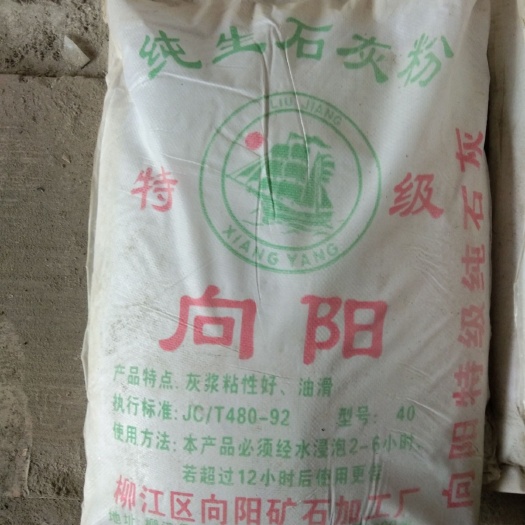 纯生石灰粉
LIU JIANG
XIANG YANG
特 级
向阳
产品特点:灰浆粘性好、油滑
执行标准:JC/T480-92 型号: 40
使用方法:本产品必须经水浸泡2-6小时,
若超过12小时后使用更
柳江区向阳矿石加工厂
向阳特级纯石灰